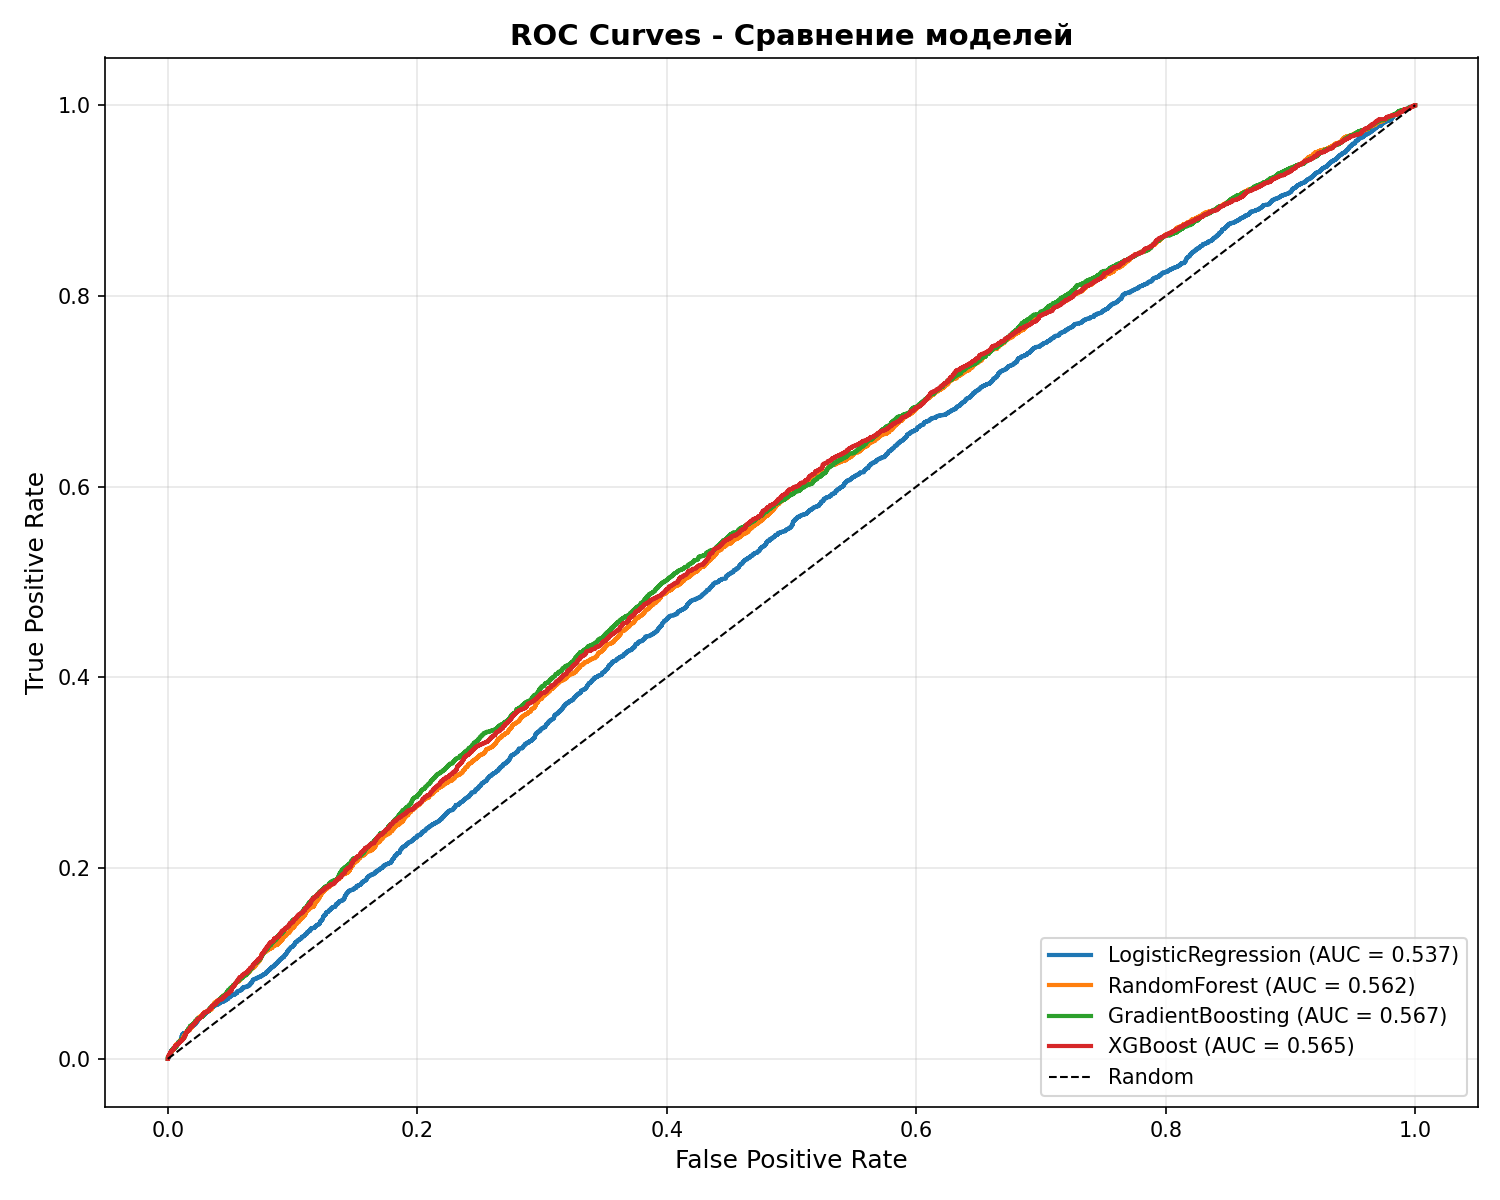 ROC Curves - Сравнение моделей
1.0
0.8
0.6
0.4
0.2
0.0
True Positive Rate
0.0 0.2 0.4 0.6 0.8 1.0
False Positive Rate
LogisticRegression (AUC = 0.537)
RandomForest (AUC = 0.562)
GradientBoosting (AUC = 0.567)
XGBoost (AUC = 0.565)
Random